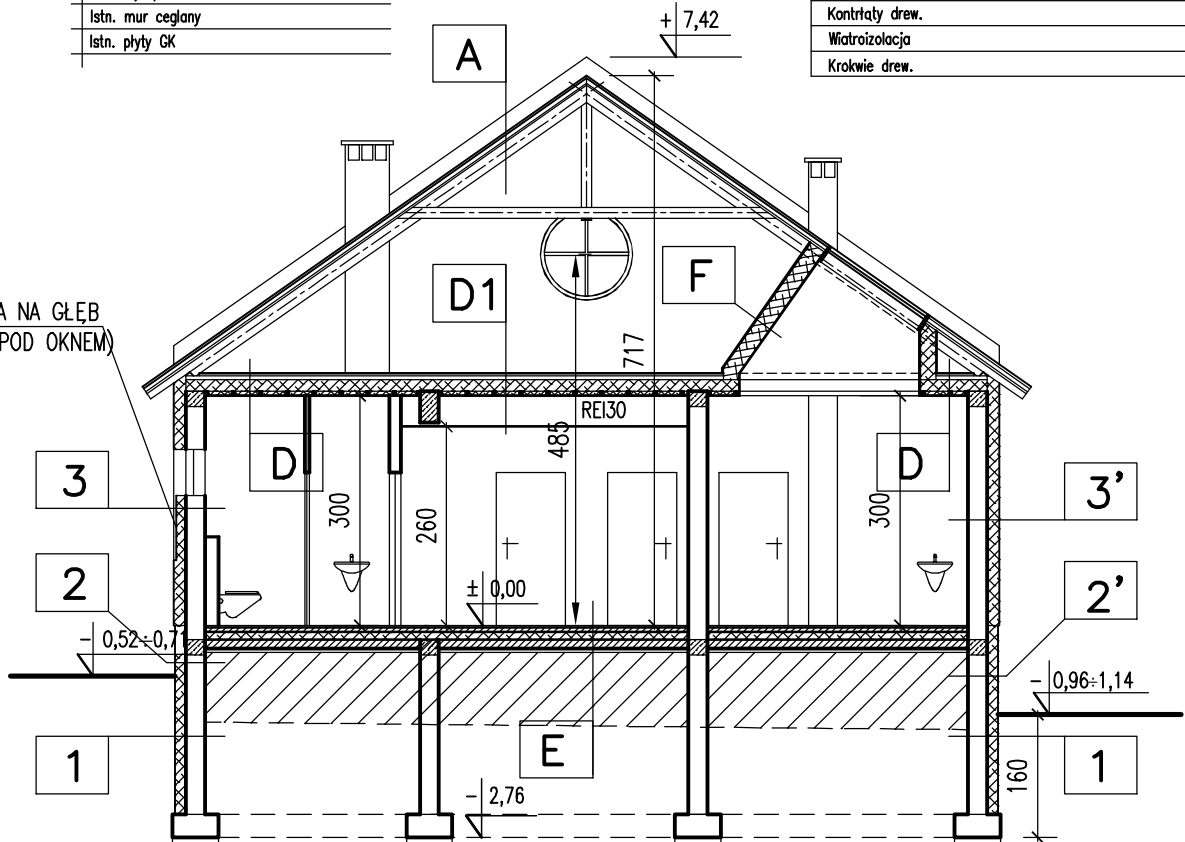 Istn. mur ceglany
Istn. płyty GK
Kontrłaty drew.
Wiatroizolacja
Krokwie drew.
+ 7,42
A
D1
F
NA GŁĘB
POD OKNEM)
717
REI30
485
D
D
3
3'
300
260
300
± 0,00
2
2'
- 0,52÷0,71
- 0,96÷1,14
1
E
1
160
- 2,76